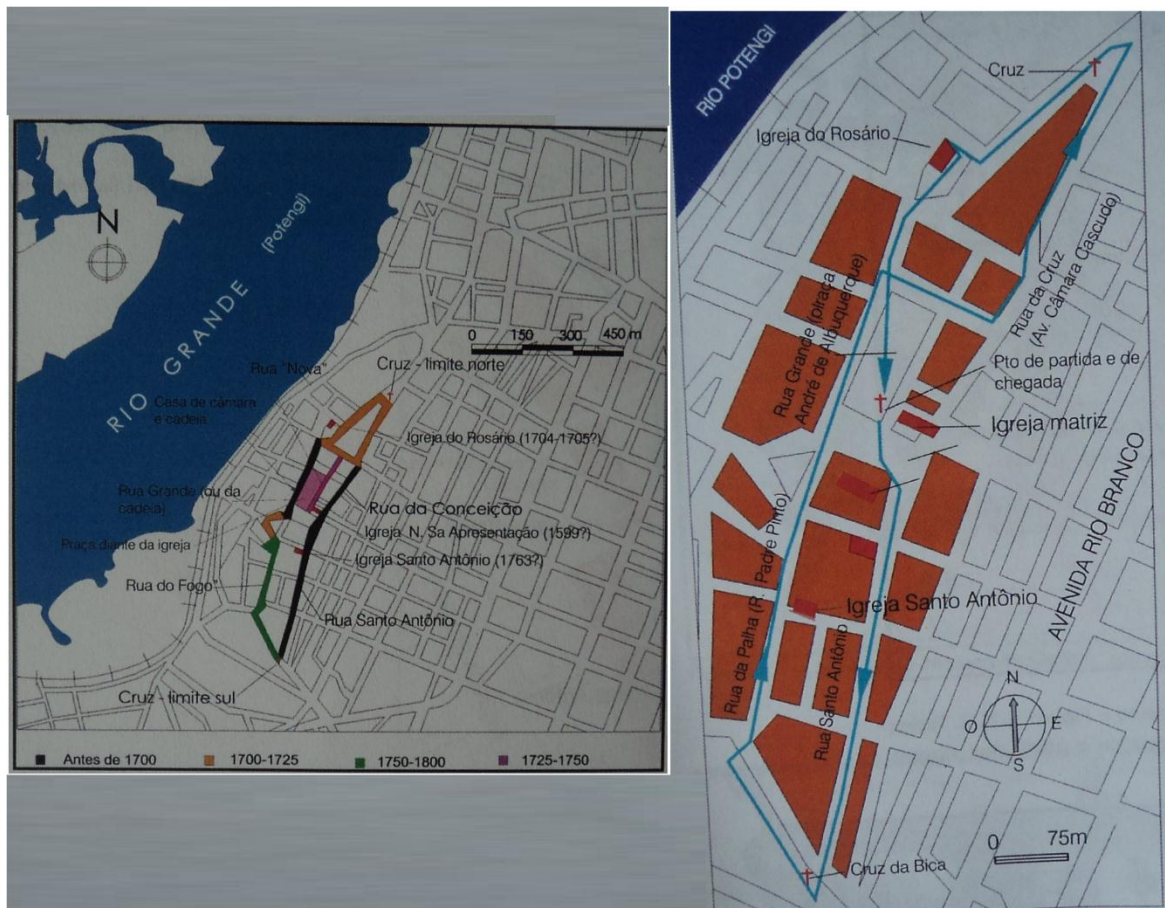 N
RIO GRANDE
(Potengi)
0 150 300 450 m
Rua "Nova"
Cruz - limite norte
Casa de câmara
e cadeia
Igreja do Rosário (1704-1705?)
Rua Grande (ou da
cadeia)
Rua da Conceição
Igreja N. Sa Apresentação (1599?)
Praça diante da igreja
Igreja Santo Antônio (1763?)
Rua do Fogo"
Rua Santo Antônio
Cruz - limite sul
Antes de 1700
1700-1725
1750-1800
1725-1750
RIO POTENGI
Cruz
Igreja do Rosário
Rua Grande (piraça
André de Albuquerque)
Rua da Cruz
(Av. Câmara Cascudo)
Pto de partida e de
chegada
Igreja matriz
AVENIDA RIO BRANCO
Rua da Palha (R. Padre Pinto)
Igreja Santo Antônio
Rua Santo Antônio
N
O E
S
0 75m
Cruz da Bica